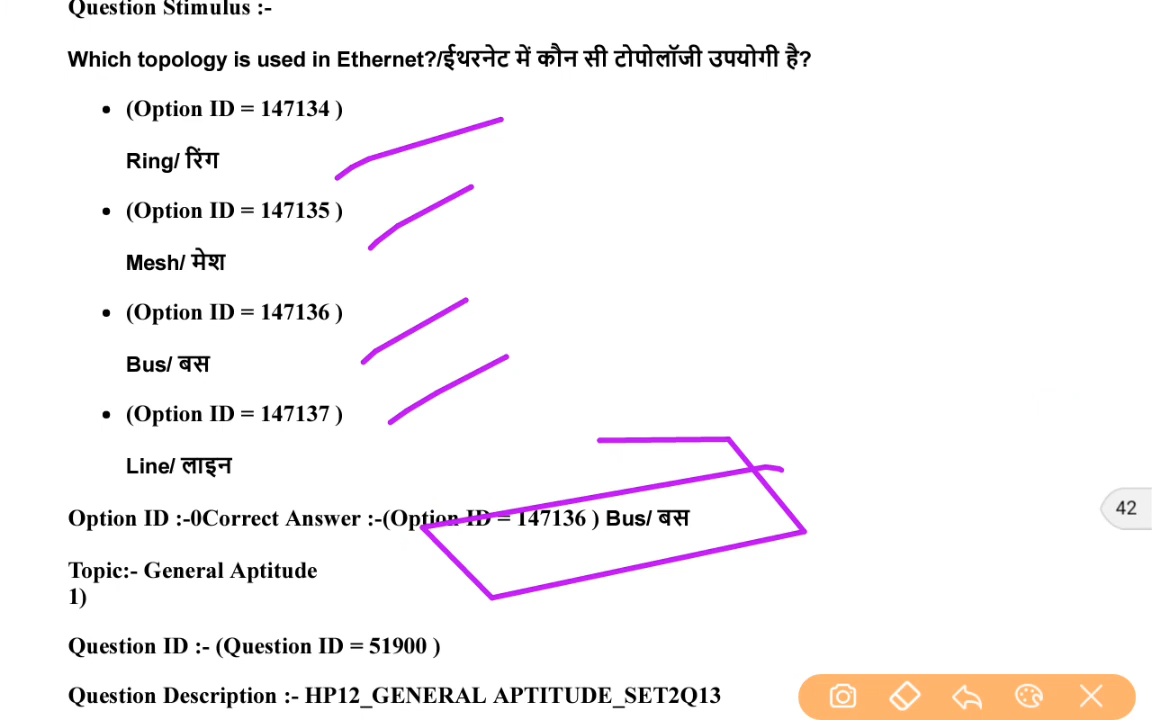 Question Stimulus :-
Which topology is used in Ethernet?/ईथरनेट में कौन सी टोपोलॉजी उपयोगी है?
• (Option ID = 147134 )
Ring/ रिंग
• (Option ID = 147135 )
Mesh/ मेश
• (Option ID = 147136 )
Bus/ बस
• (Option ID = 147137 )
Line/ लाइन
Option ID :-0Correct Answer :-(Option ID = 147136 ) Bus/ बस
42
Topic:- General Aptitude
1)
Question ID :- (Question ID = 51900 )
Question Description :- HP12_GENERAL APTITUDE_SET2Q13